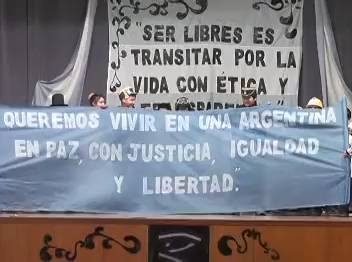 "SER LIBRES ES
TRANSITAR POR LA
VIDA CON ÉTICA Y
QUEREMOS VIVIR EN UNA ARGENTINA
EN PAZ, CON JUSTICIA, IGUALDAD
Y LIBERTAD."